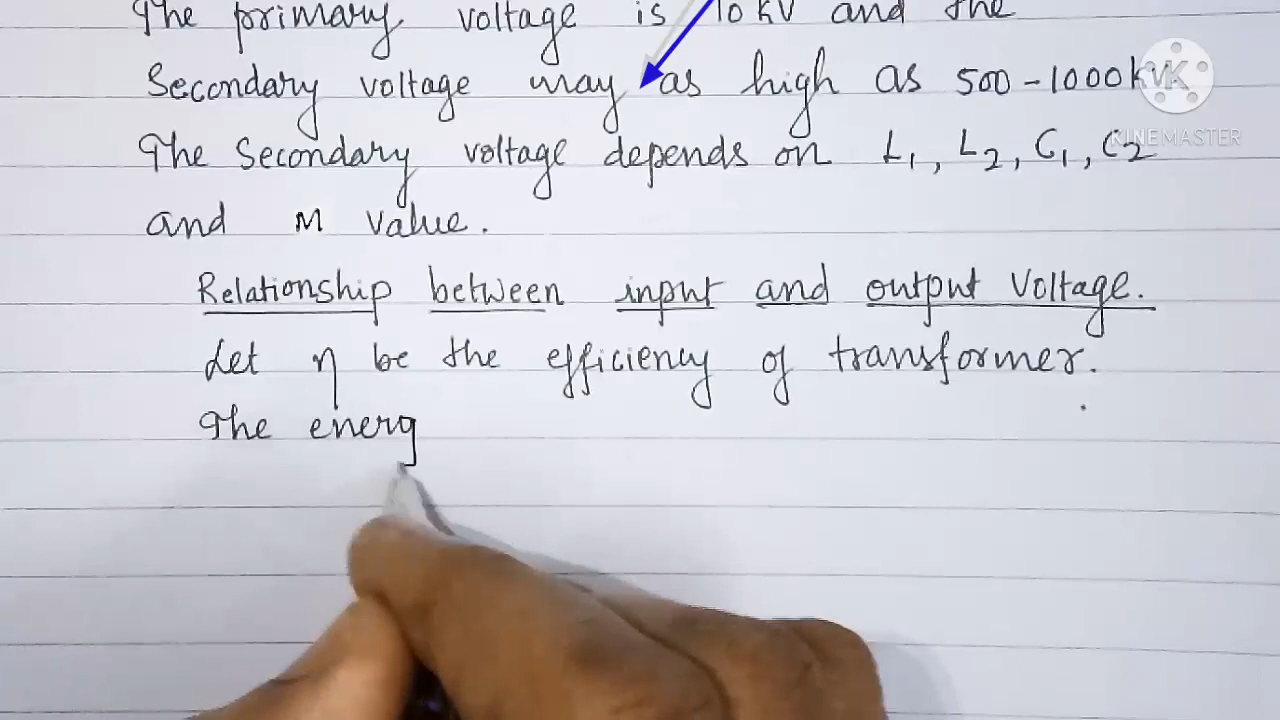 The primary voltage is 10 kV and the
Secondary voltage may as high as 500-1000kV
The Secondary voltage depends on L1, L2, C1, C2
and M value.
Relationship between input and output Voltage.
Let η be the efficiency of transformer.
The energ
KINEMASTER